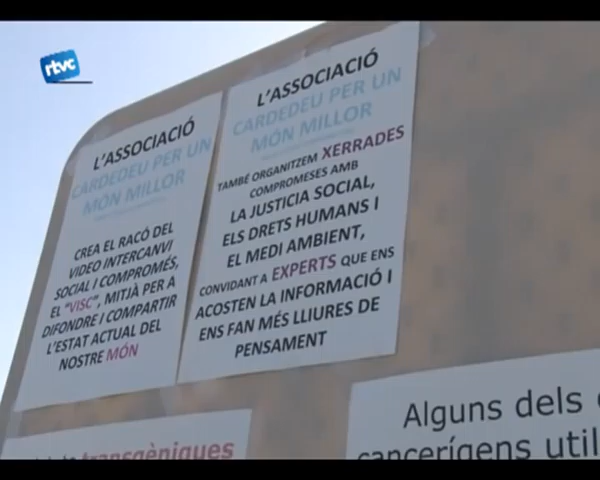 rtvc
L'ASSOCIACIÓ
CARDEDEU PER UN
MÓN MILLOR
CREA EL RACÓ DEL
VIDEO INTERCANVI
SOCIAL I COMPROMÉS,
EL "VISC", MITJÀ PER A
DIFONDRE I COMPARTIR
L'ESTAT ACTUAL DEL
NOSTRE MÓN
L'ASSOCIACIÓ
CARDEDEU PER UN
MÓN MILLOR
TAMBÉ ORGANITZEM XERRADES
COMPROMESES AMB
LA JUSTICIA SOCIAL,
ELS DRETS HUMANS I
EL MEDI AMBIENT,
CONVIDANT A EXPERTS QUE ENS
ACOSTEN LA INFORMACIÓ I
ENS FAN MÉS LLIURES DE
PENSAMENT
transgèniques
Alguns dels
cancerígens util